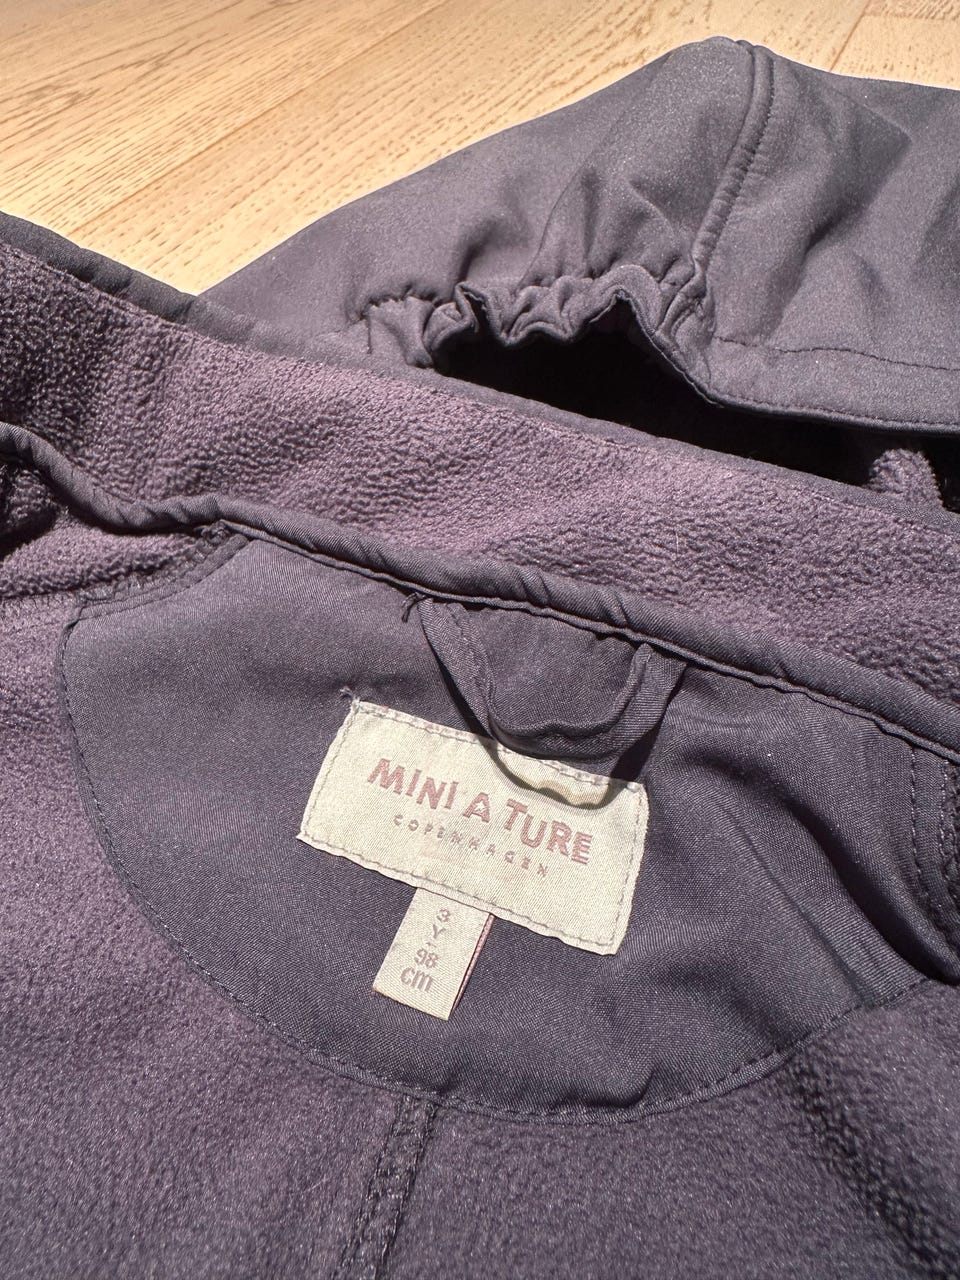 MINI A TURE
COPENHAGEN
3
Y
98
cm